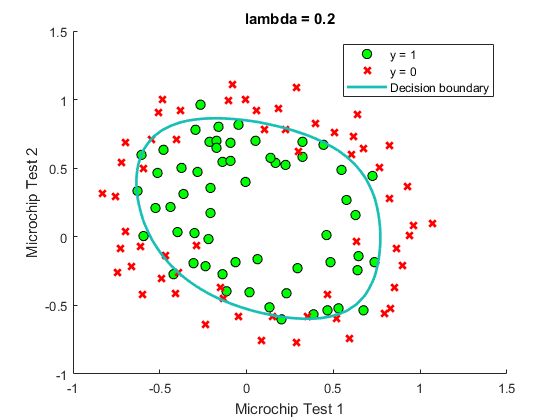 lambda = 0.2
y = 1
y = 0
Decision boundary
1.5
1
0.5
0
-0.5
-1
Microchip Test 2
-1 -0.5 0 0.5 1 1.5
Microchip Test 1